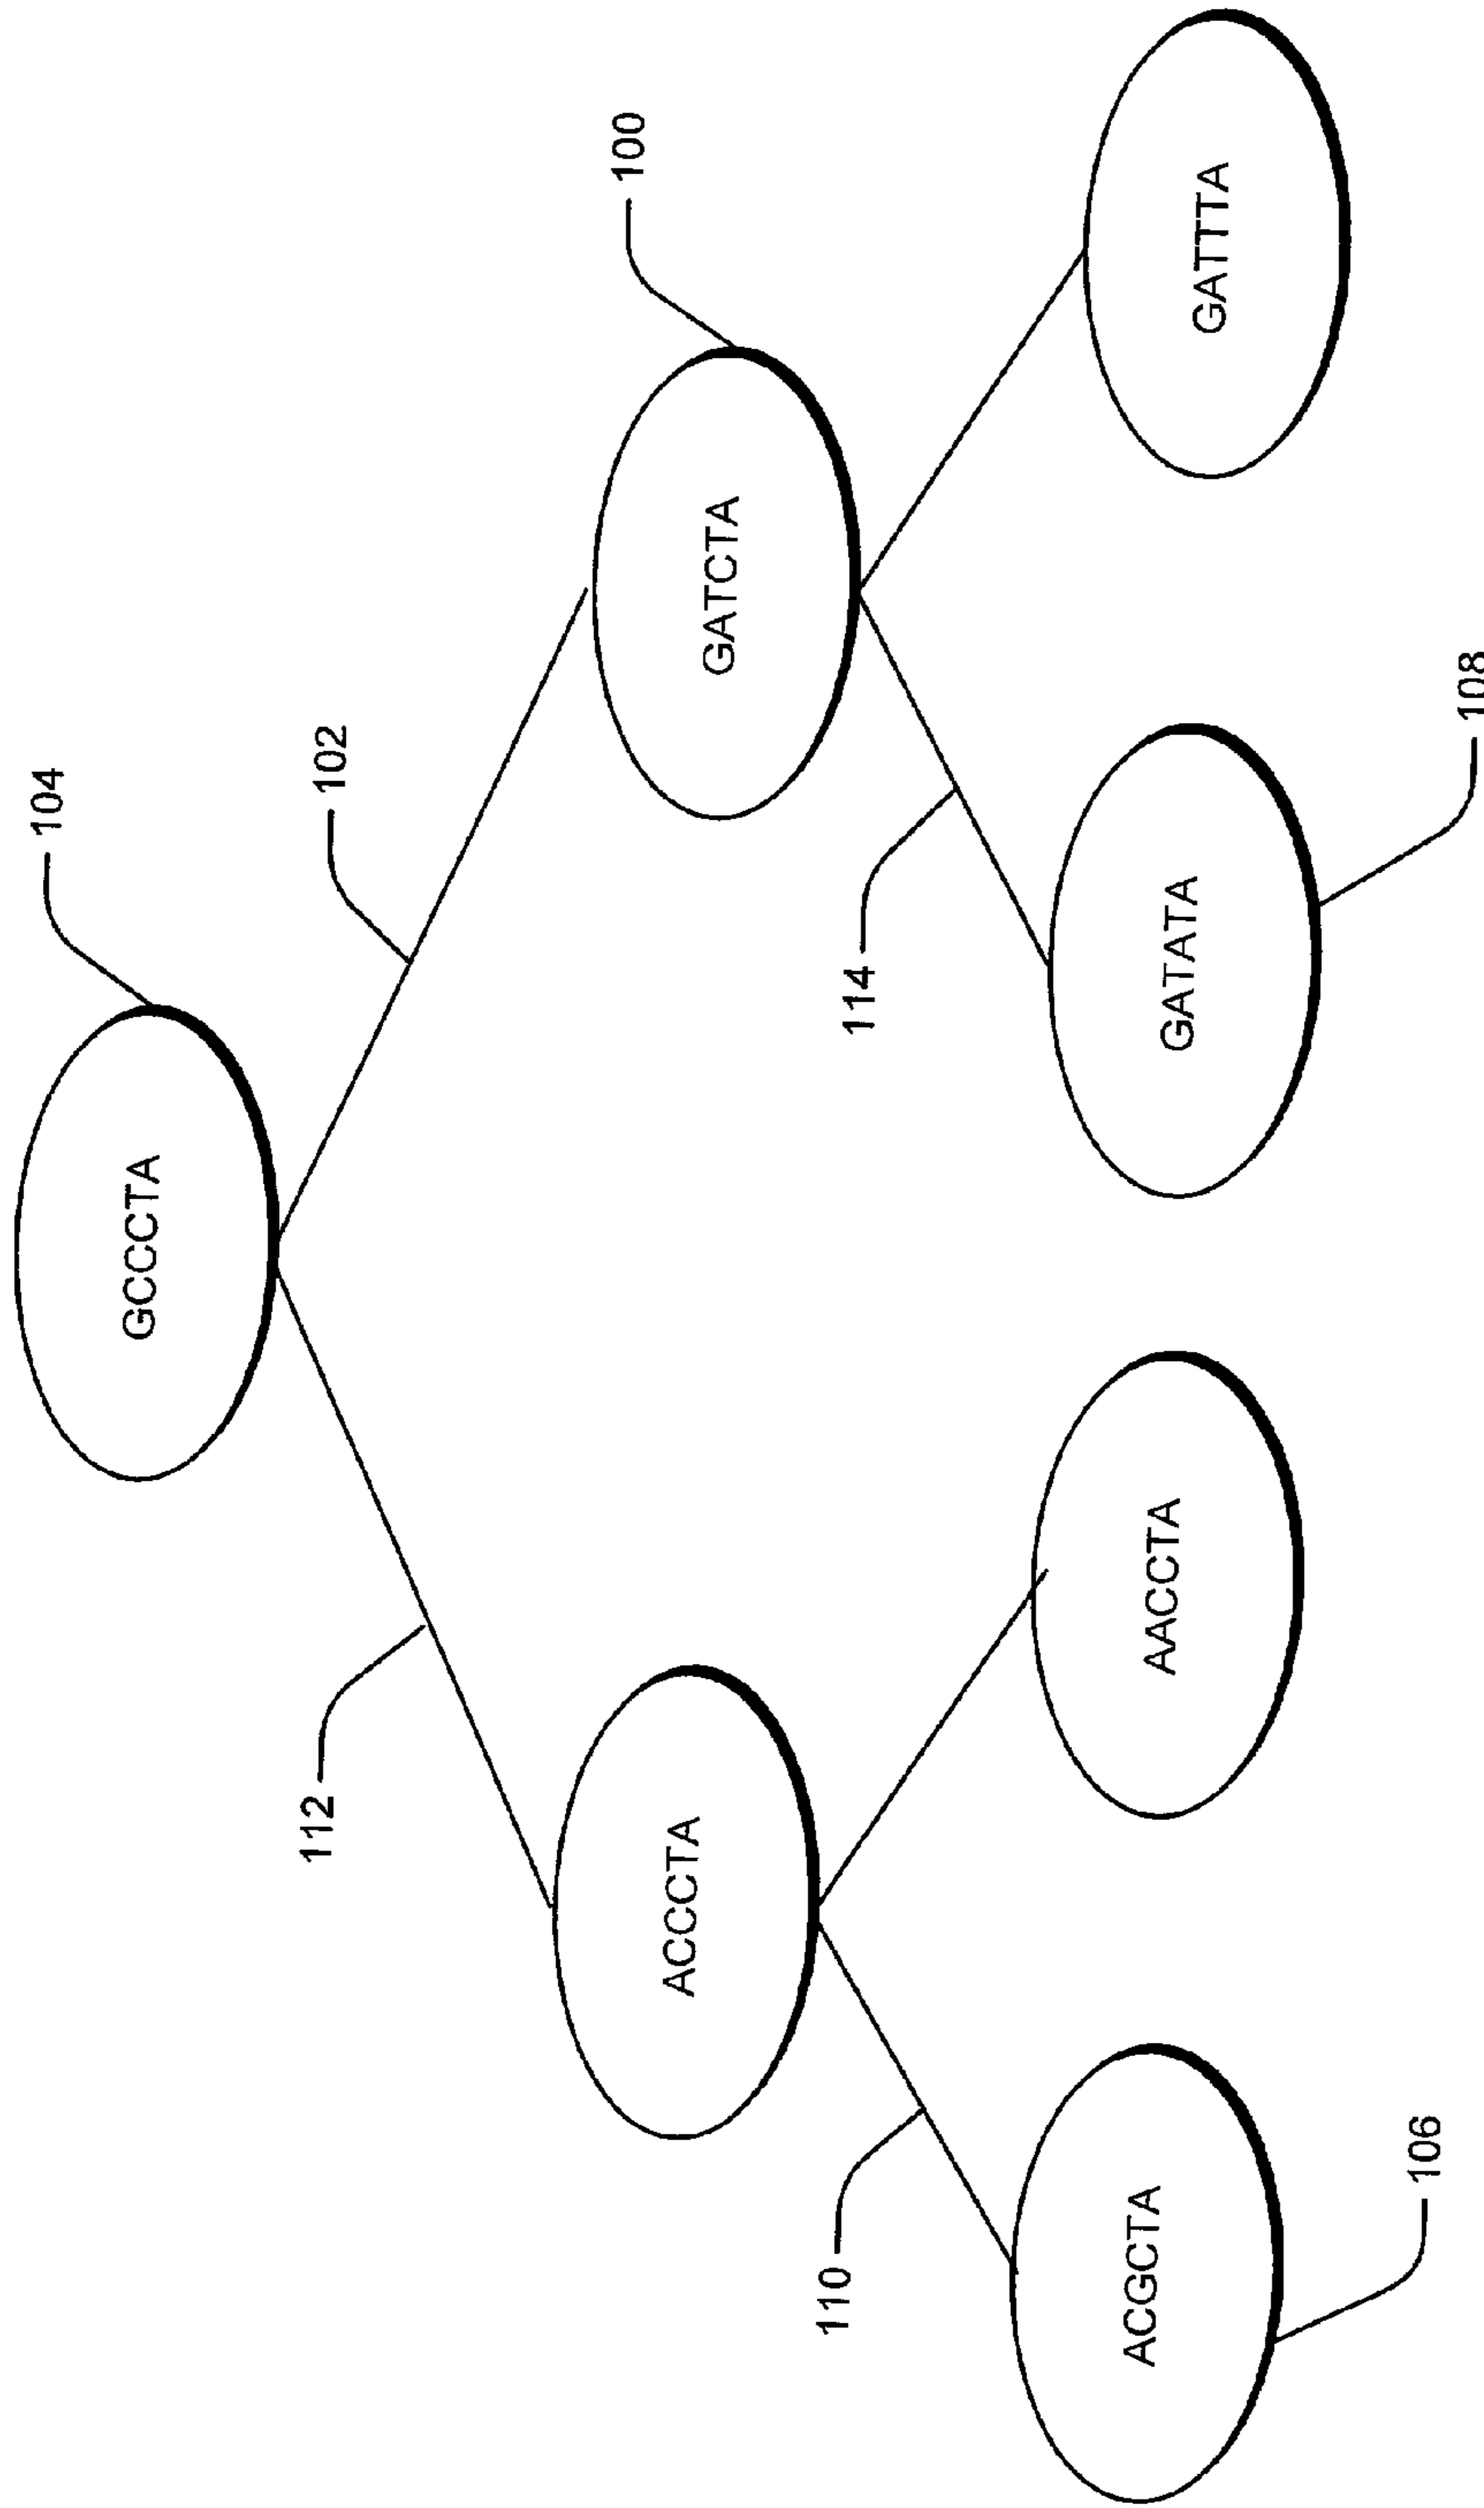 104
GCCCTA
112
102
100
ACCCTA
GATCTA
110
114
ACGCTA
AACCTA
GATATA
GATTTA
106
108